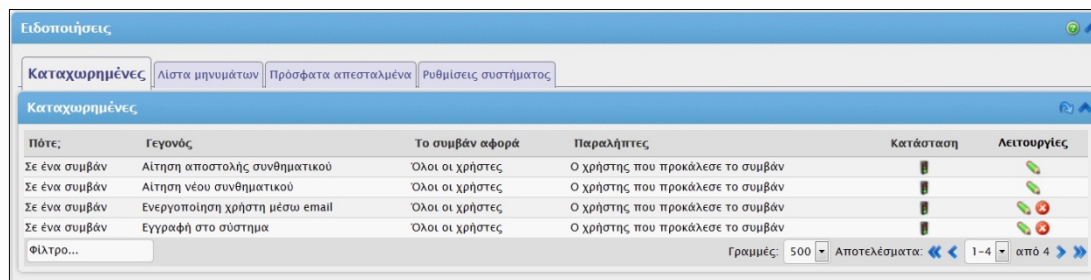 Ειδοποιήσεις
Καταχωρημένες Λίστα μηνυμάτων Πρόσφατα απεσταλμένα Ρυθμίσεις συστήματος
Καταχωρημένες
Πότε; Γεγονός Το συμβάν αφορά Παραλήπτες Κατάσταση Λειτουργίες
Σε ένα συμβάν Αίτηση αποστολής συνθηματικού Όλοι οι χρήστες Ο χρήστης που προκάλεσε το συμβάν
Σε ένα συμβάν Αίτηση νέου συνθηματικού Όλοι οι χρήστες Ο χρήστης που προκάλεσε το συμβάν
Σε ένα συμβάν Ενεργοποίηση χρήστη μέσω email Όλοι οι χρήστες Ο χρήστης που προκάλεσε το συμβάν
Σε ένα συμβάν Εγγραφή στο σύστημα Όλοι οι χρήστες Ο χρήστης που προκάλεσε το συμβάν
Φίλτρο... Γραμμές: 500 Αποτελέσματα: 1-4 από 4